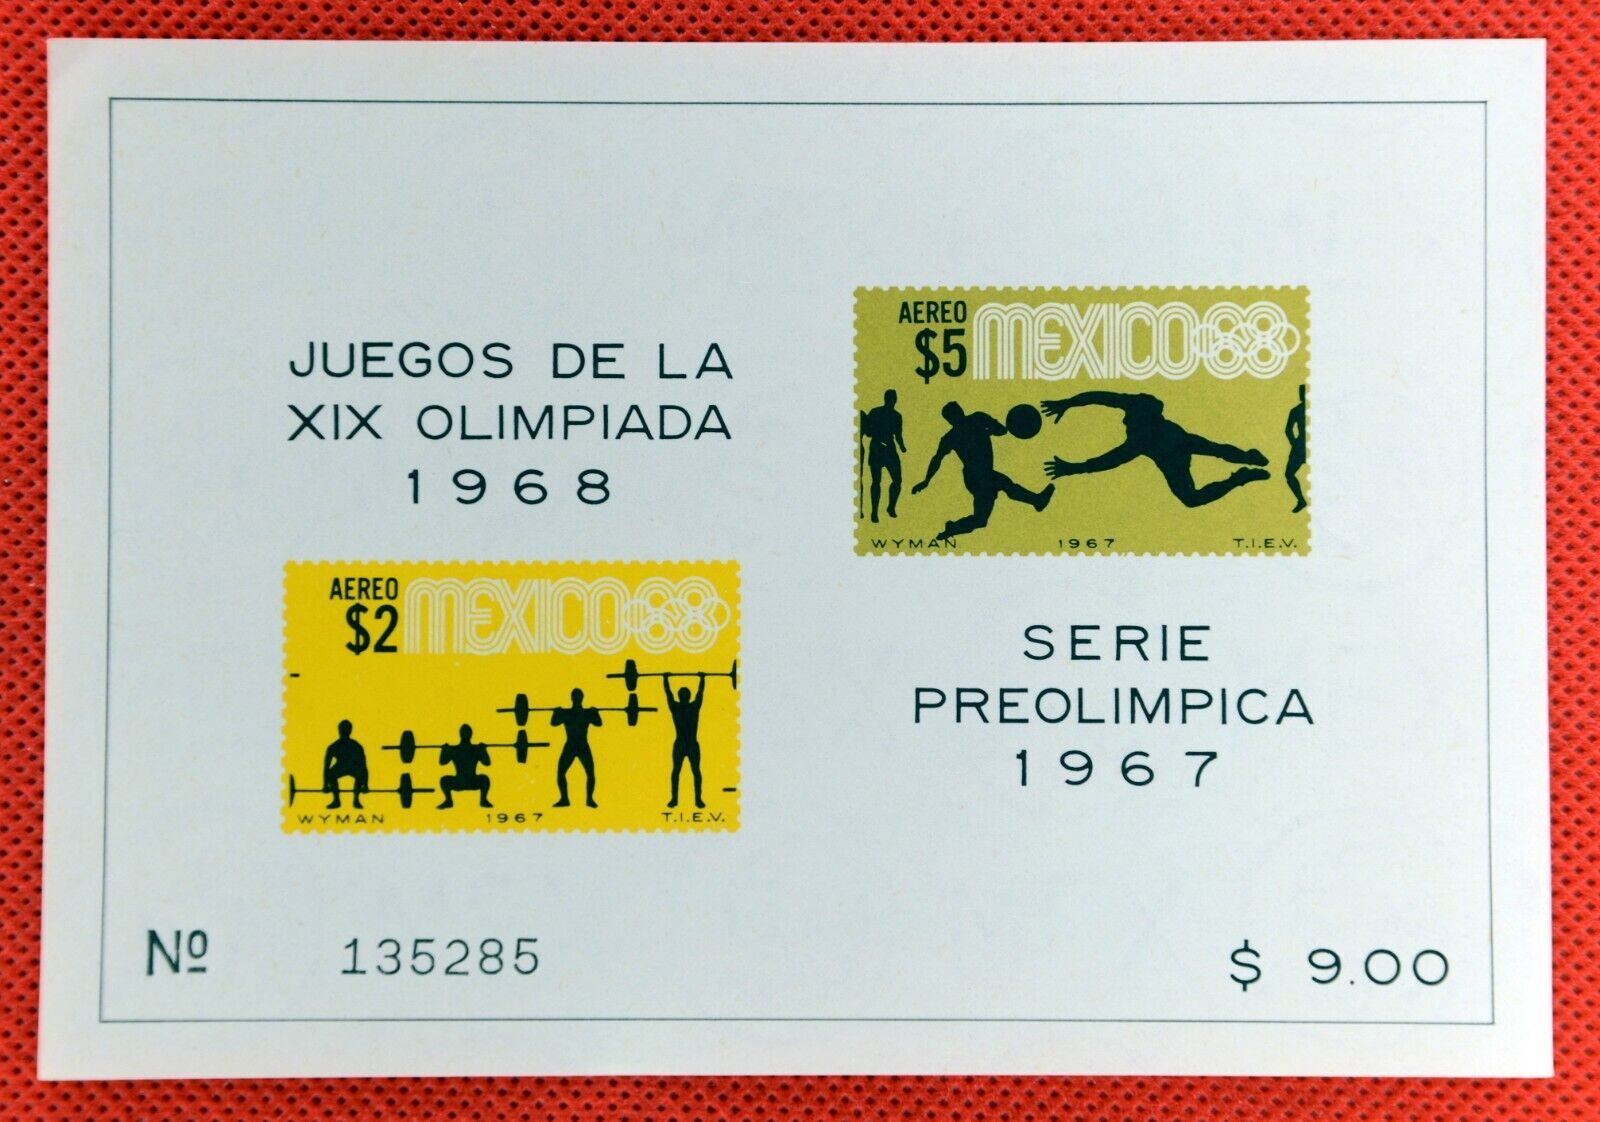 JUEGOS DE LA
XIX OLIMPIADA
1968
AEREO
$5
MEXICO68
WYMAN 1967 T.I.E.V.
AEREO
$2
MEXICO68
WYMAN 1967 T.I.E.V.
SERIE
PREOLIMPICA
1967
Nº 135285
$ 9.00